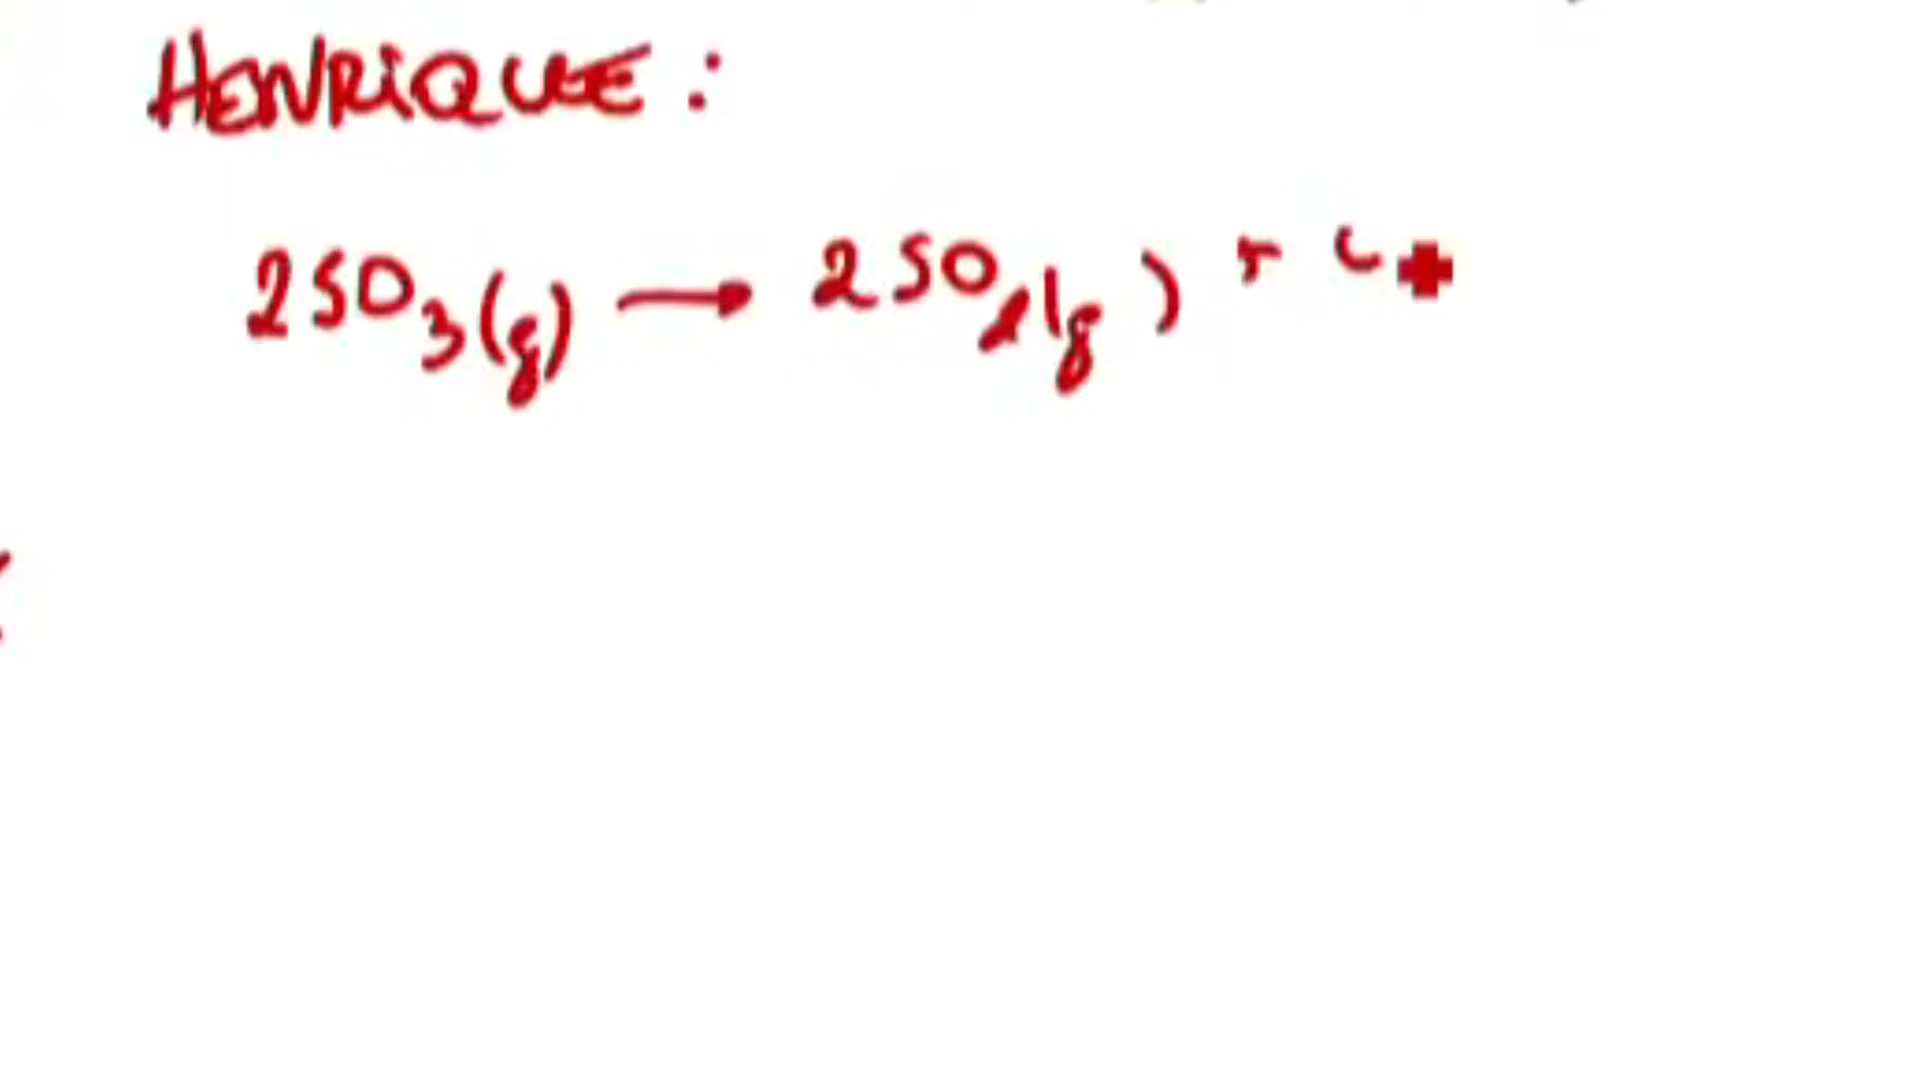 HENRIQUE:
2SO₃(g) → 2SO₂(g) +